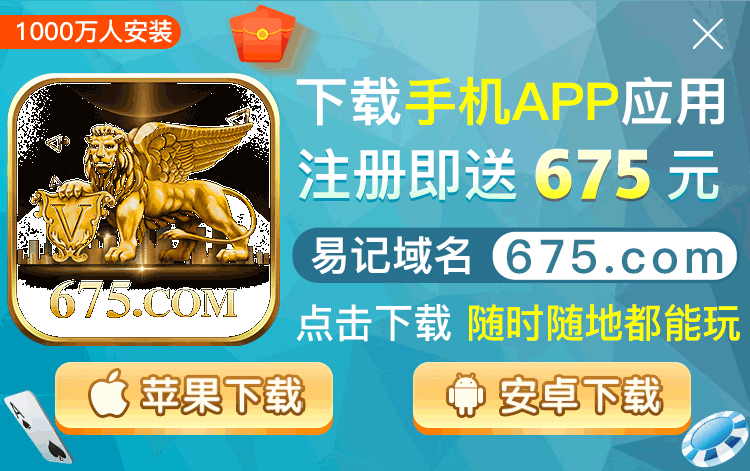 1000万人安装
下载手机APP应用
注册即送 675 元
易记域名 675.com
V
675.COM
点击下载 随时随地都能玩
苹果下载
安卓下载
A